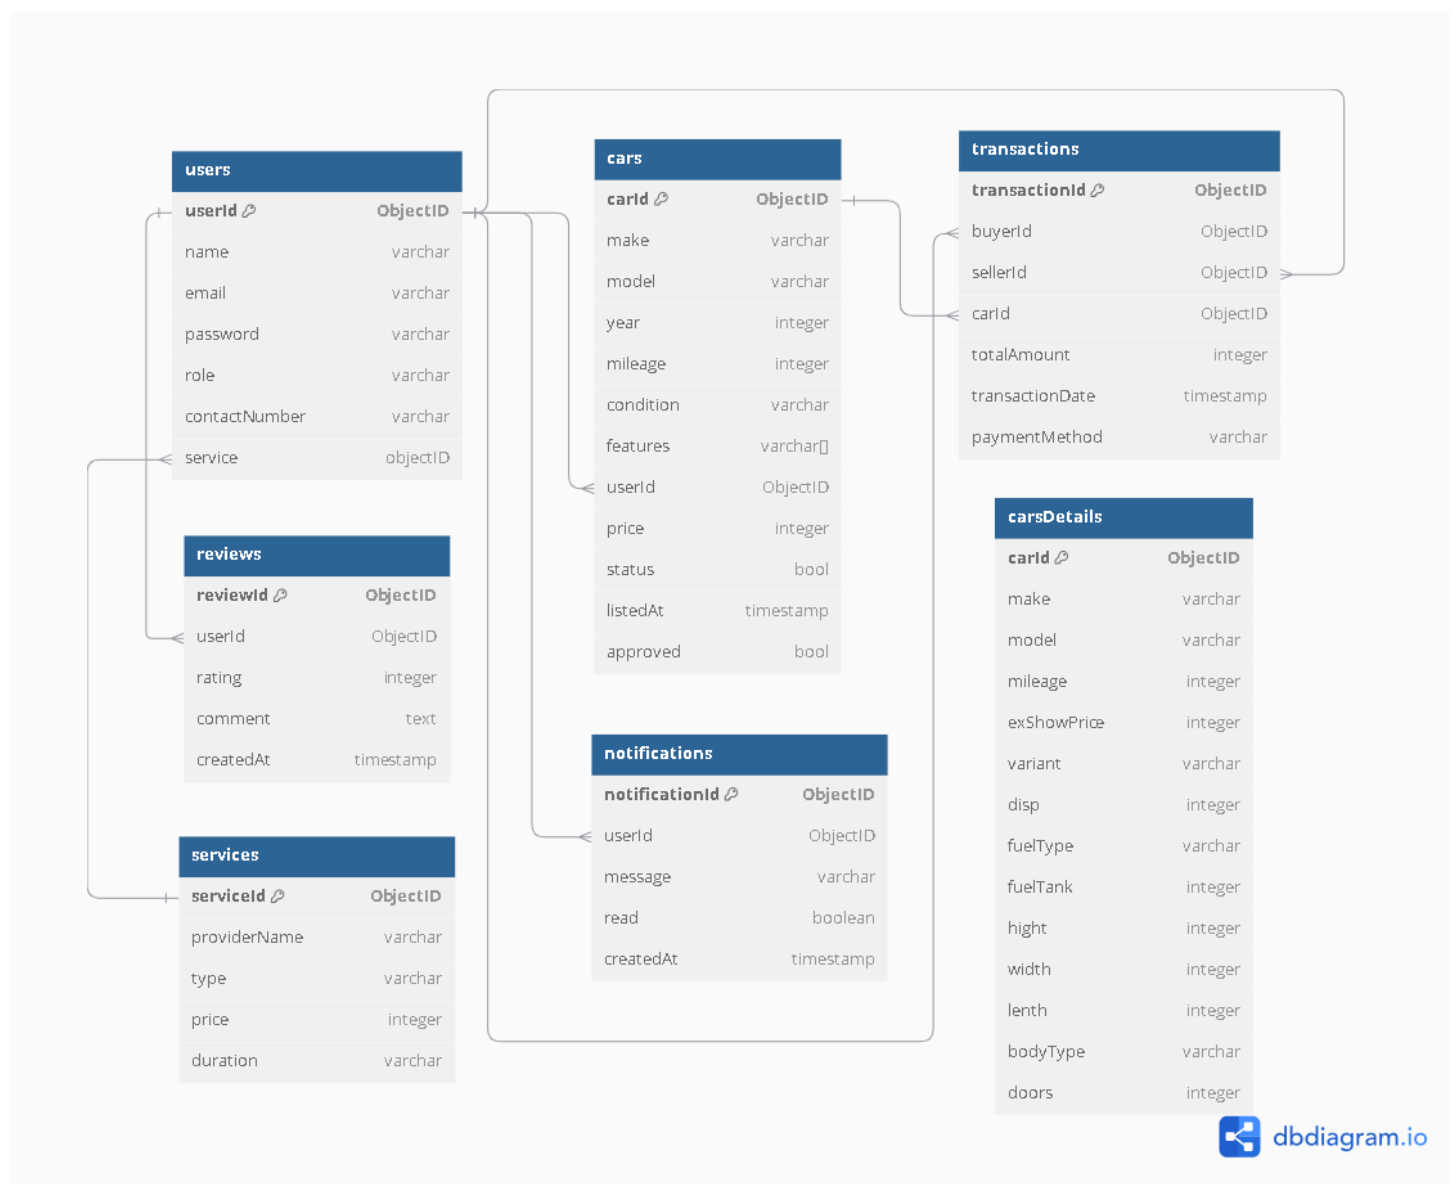 users
userId ObjectID
name varchar
email varchar
password varchar
role varchar
contactNumber varchar
service objectID
reviews
reviewId ObjectID
userId ObjectID
rating integer
comment text
createdAt timestamp
services
serviceId ObjectID
providerName varchar
type varchar
price integer
duration varchar
cars
carId ObjectID
make varchar
model varchar
year integer
mileage integer
condition varchar
features varchar[]
userId ObjectID
price integer
status bool
listedAt timestamp
approved bool
notifications
notificationId ObjectID
userId ObjectID
message varchar
read boolean
createdAt timestamp
transactions
transactionId ObjectID
buyerId ObjectID
sellerId ObjectID
carId ObjectID
totalAmount integer
transactionDate timestamp
paymentMethod varchar
carsDetails
carId ObjectID
make varchar
model varchar
mileage integer
exShowPrice integer
variant varchar
disp integer
fuelType varchar
fuelTank integer
hight integer
width integer
lenth integer
bodyType varchar
doors integer
dbdiagram.io